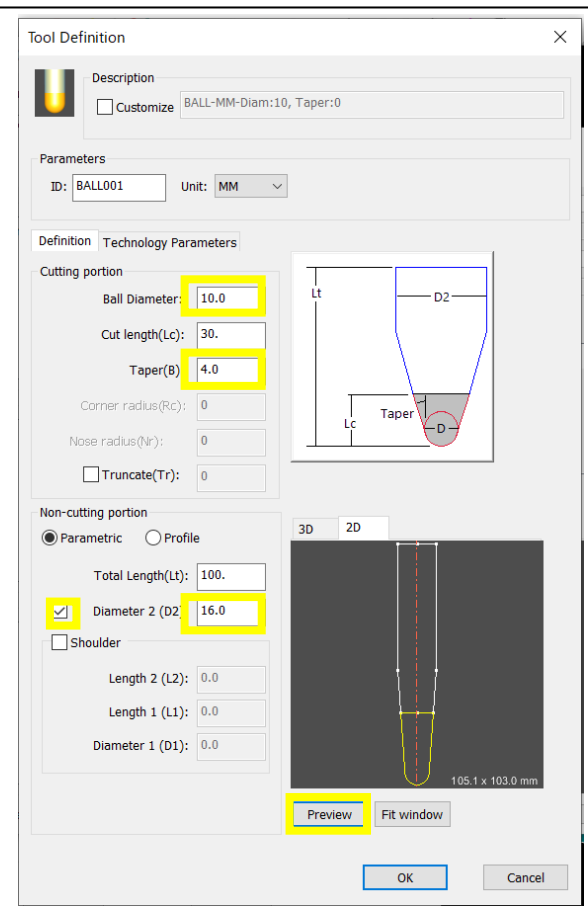 Tool Definition
Description
Customize BALL-MM-Diam:10, Taper:0
Parameters
ID: BALL001 Unit: MM
Definition Technology Parameters
Cutting portion
Ball Diameter: 10.0
Cut length(Lc): 30.
Taper(B) 4.0
Corner radius(Rc): 0
Nose radius(Nr): 0
Truncate(Tr): 0
Lt
D2
Lc
Taper
D
Non-cutting portion
Parametric Profile
Total Length(Lt): 100.
Diameter 2 (D2) 16.0
Shoulder
Length 2 (L2): 0.0
Length 1 (L1): 0.0
Diameter 1 (D1): 0.0
3D 2D
105.1 x 103.0 mm
Preview Fit window
OK Cancel